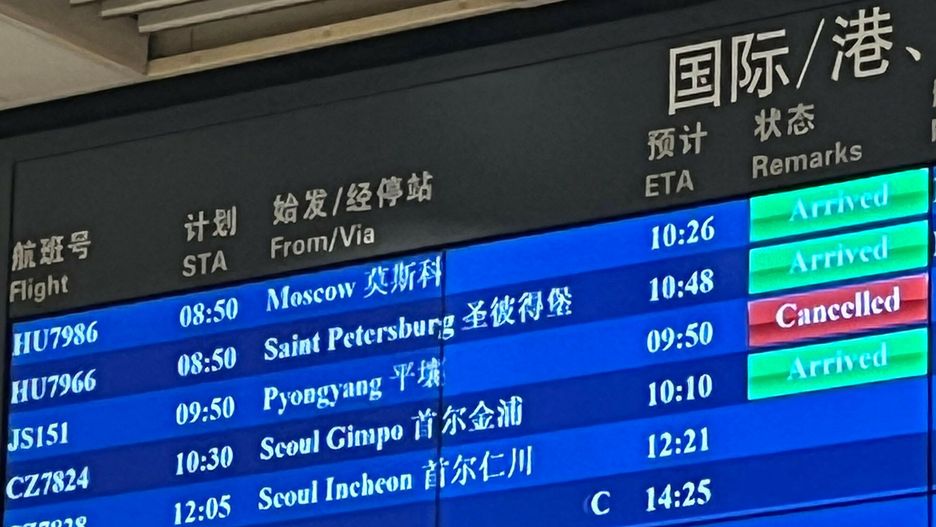 国际/港、
航班号 计划 始发/经停站 预计 状态
Flight STA From/Via ETA Remarks
HU7986 08:50 Moscow 莫斯科 10:26 Arrived
HU7966 08:50 Saint Petersburg 圣彼得堡 10:48 Arrived
JS151 09:50 Pyongyang 平壤 09:50 Cancelled
CZ7824 10:30 Seoul Gimpo 首尔金浦 10:10 Arrived
12:05 Seoul Incheon 首尔仁川 12:21
C 14:25